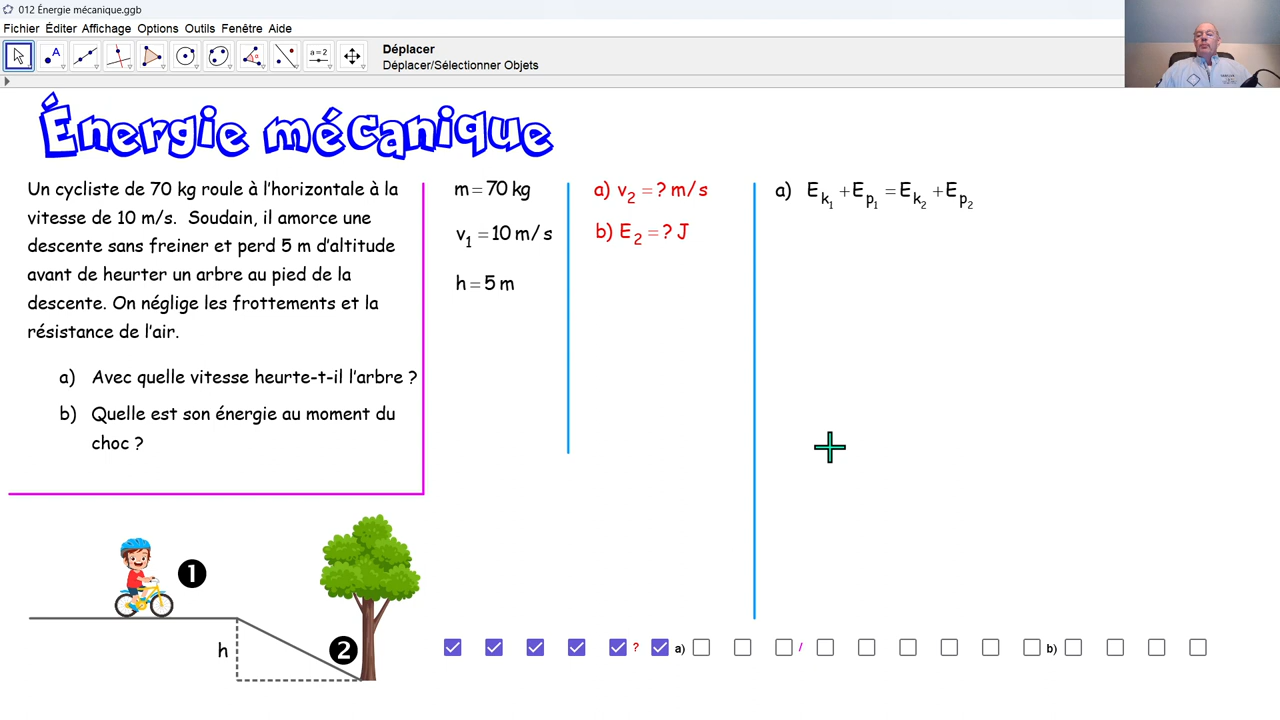 012 Énergie mécanique.ggb
Fichier Éditer Affichage Options Outils Fenêtre Aide
A
a=2
Déplacer
Déplacer/Sélectionner Objets
Énergie mécanique
Un cycliste de 70 kg roule à l'horizontale à la
vitesse de 10 m/s. Soudain, il amorce une
descente sans freiner et perd 5 m d'altitude
avant de heurter un arbre au pied de la
descente. On néglige les frottements et la
résistance de l'air.
a) Avec quelle vitesse heurte-t-il l'arbre ?
b) Quelle est son énergie au moment du
choc ?
m = 70 kg
v1 = 10 m/s
h = 5 m
a) v2 = ? m/s
b) E2 = ? J
a) Ek1 + Ep1 = Ek2 + Ep2
1
h
2
? a) / b)